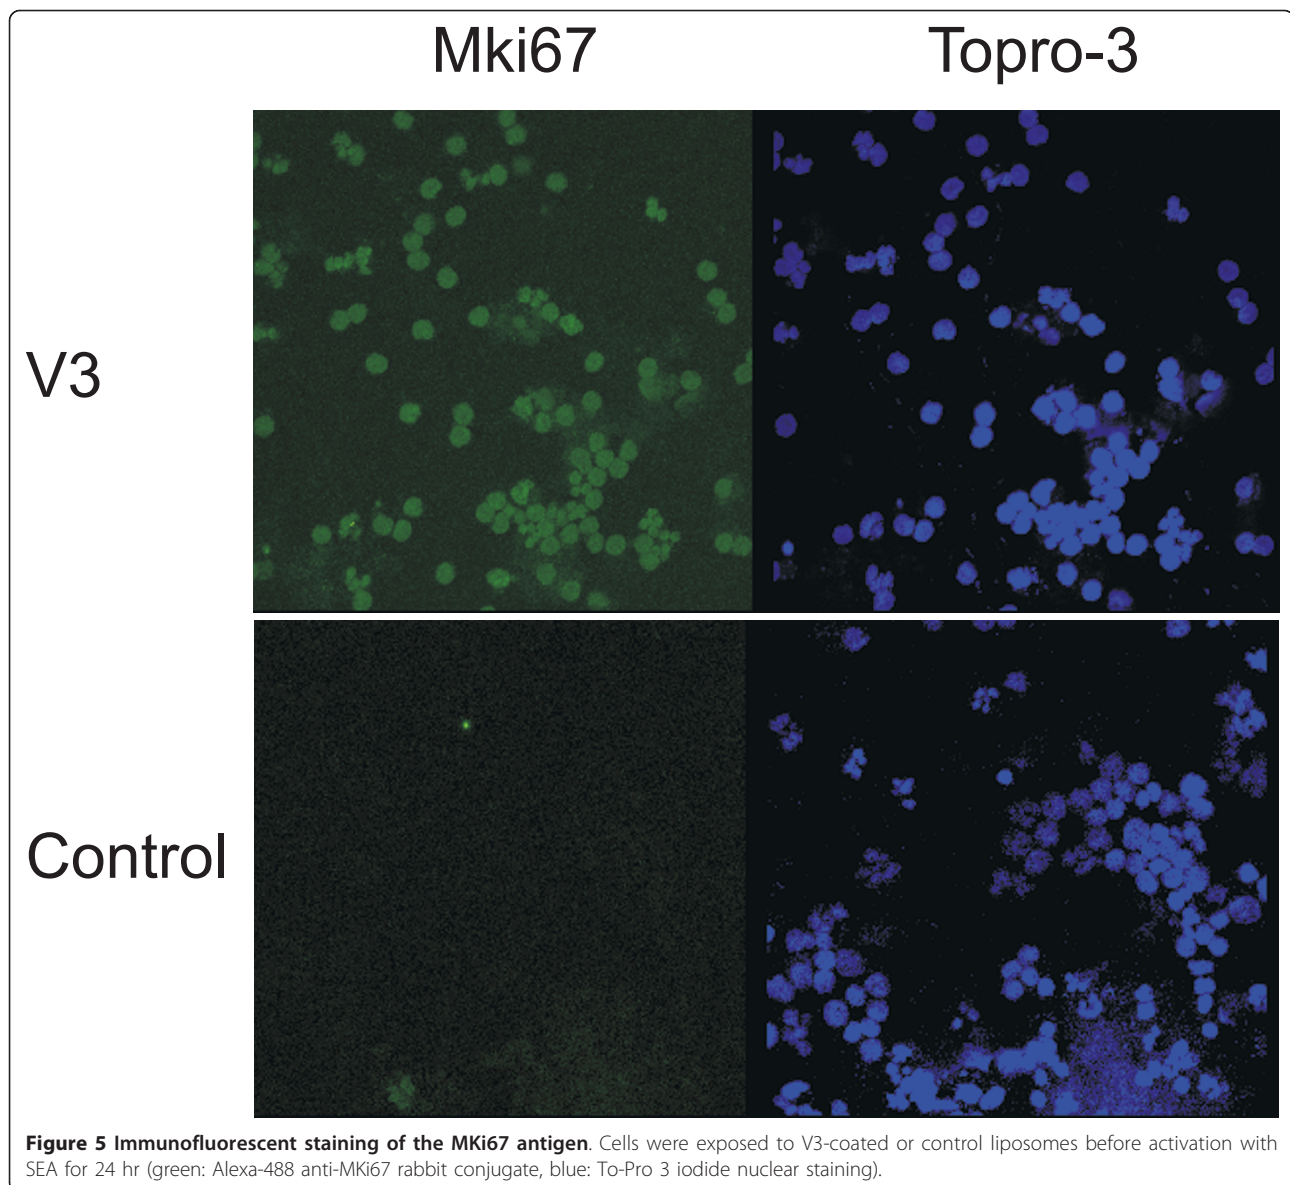 Mki67 Topro-3
V3
Control
Figure 5 Immunofluorescent staining of the MKi67 antigen. Cells were exposed to V3-coated or control liposomes before activation with
SEA for 24 hr (green: Alexa-488 anti-MKi67 rabbit conjugate, blue: To-Pro 3 iodide nuclear staining).